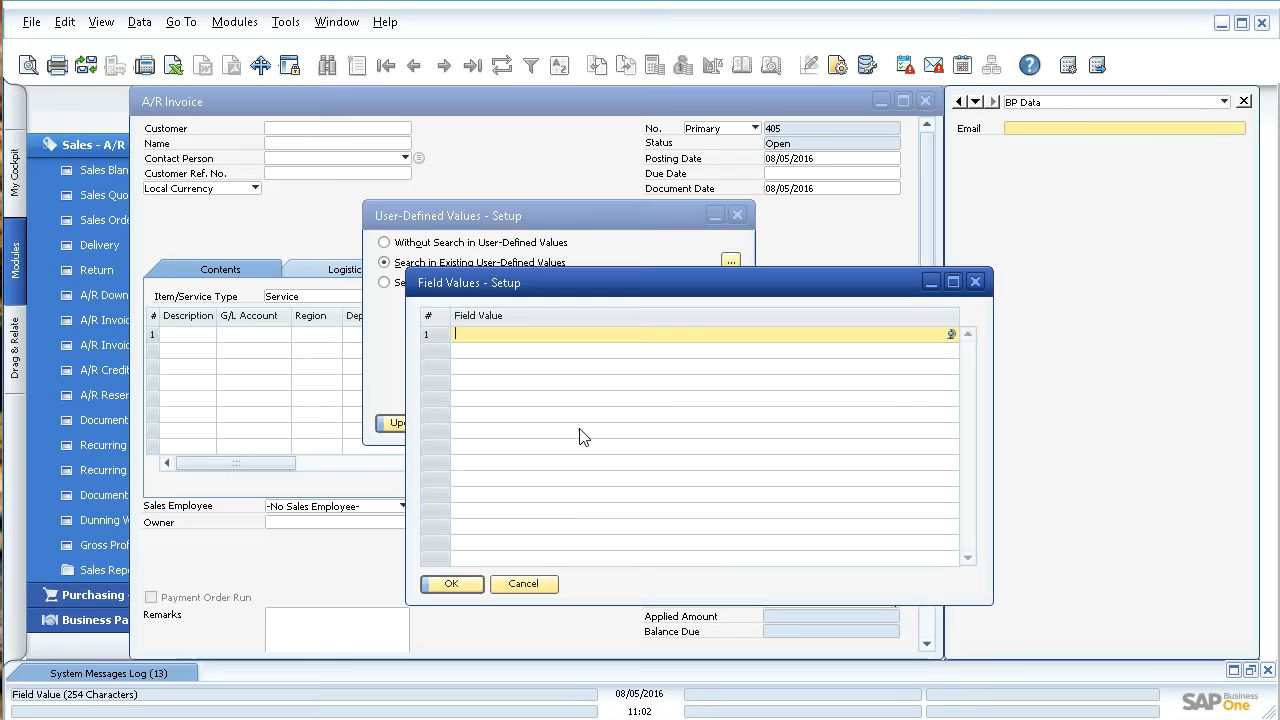 File Edit View Data Go To Modules Tools Window Help
A/R Invoice
BP Data
Customer
Name
Contact Person
Customer Ref. No.
Local Currency
No. Primary 405
Status Open
Posting Date 08/05/2016
Due Date
Document Date 08/05/2016
Email
My Cockpit
Modules
Drag & Relate
Sales - A/R
Sales Blan
Sales Quo
Sales Orde
Delivery
Return
A/R Down
A/R Invoic
A/R Invoic
A/R Credit
A/R Reser
Document
Recurring
Recurring
Document
Dunning W
Gross Prof
Sales Repo
Purchasing -
Business Pa
User-Defined Values - Setup
Without Search in User-Defined Values
Search in Existing User-Defined Values
...
Se
Upd
Contents Logistic
Item/Service Type Service
# Description G/L Account Region Dep
1
Field Values - Setup
# Field Value
1
OK Cancel
Sales Employee -No Sales Employee-
Owner
Payment Order Run
Remarks
Applied Amount
Balance Due
System Messages Log (13)
Field Value (254 Characters)
08/05/2016
11:02
SAP Business One